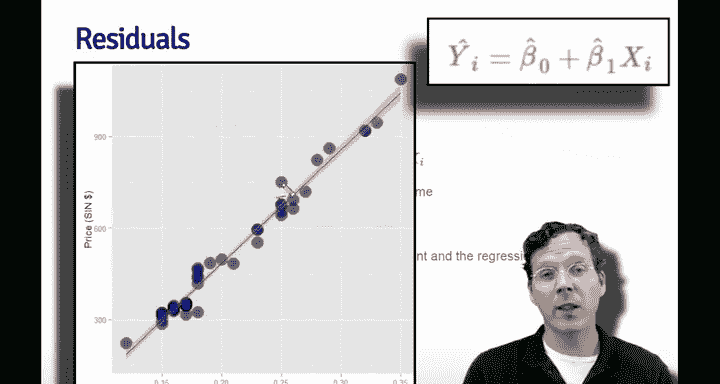 Residuals
Ŷᵢ = β̂₀ + β̂₁Xᵢ
900
600
300
Price (SIN $)
0.15 0.20 0.25 0.30 0.35
me
nt and the regressi